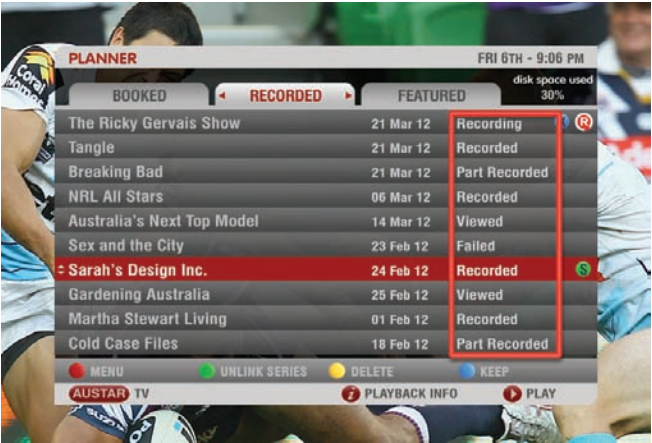 PLANNER FRI 6TH - 9:06 PM
disk space used
BOOKED RECORDED FEATURED 30%
The Ricky Gervais Show 21 Mar 12 Recording R
Tangle 21 Mar 12 Recorded
Breaking Bad 21 Mar 12 Part Recorded
NRL All Stars 06 Mar 12 Recorded
Australia's Next Top Model 14 Mar 12 Viewed
Sex and the City 23 Feb 12 Failed
Sarah's Design Inc. 24 Feb 12 Recorded S
Gardening Australia 25 Feb 12 Viewed
Martha Stewart Living 01 Feb 12 Recorded
Cold Case Files 18 Feb 12 Part Recorded
MENU UNLINK SERIES DELETE KEEP
AUSTAR TV i PLAYBACK INFO PLAY
Coral